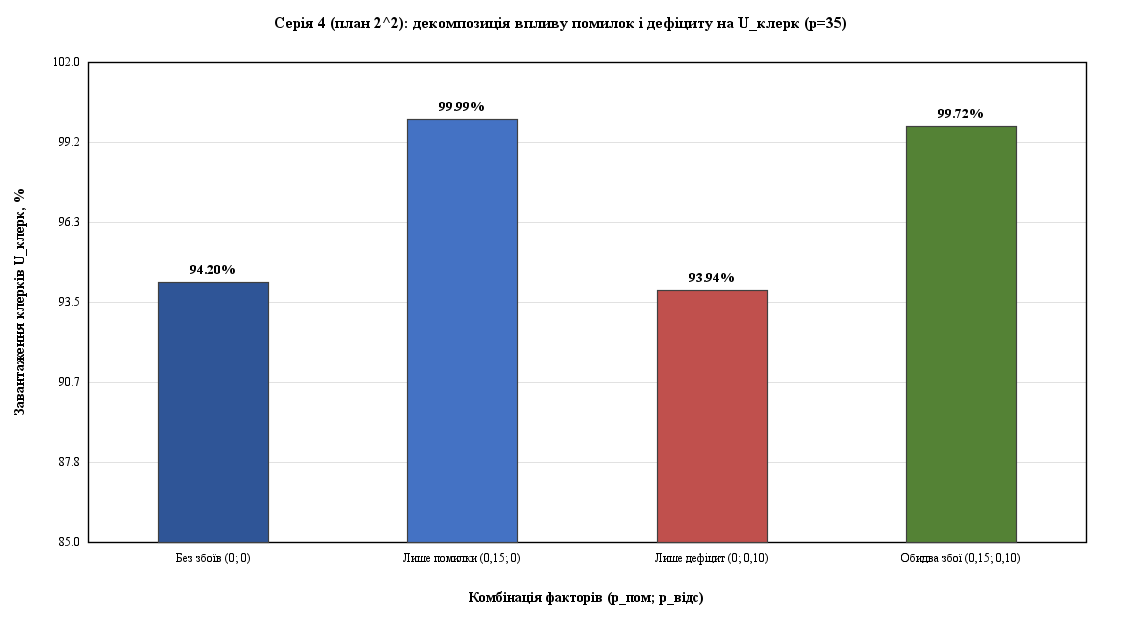 Серія 4 (план 2^2): декомпозиція впливу помилок і дефіциту на U_клерк (p=35)
102.0
99.2
96.3
93.5
90.7
87.8
85.0
Завантаження клерків U_клерк, %
94.20%
99.99%
93.94%
99.72%
Без збоїв (0; 0)
Лише помилки (0,15; 0)
Лише дефіцит (0; 0,10)
Обидва збої (0,15; 0,10)
Комбінація факторів (p_пом; p_відс)